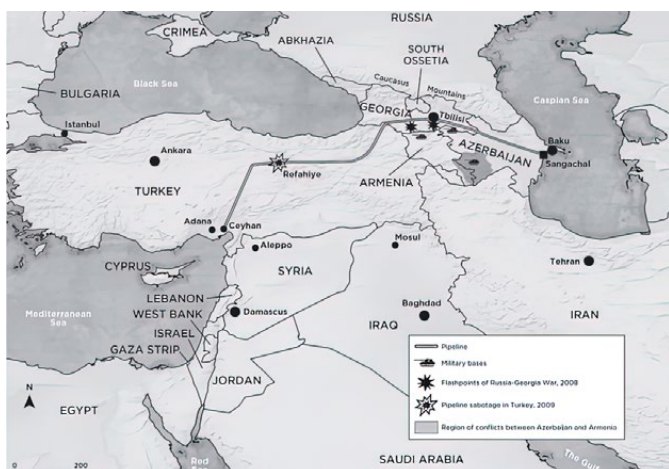 RUSSIA
CRIMEA
ABKHAZIA
SOUTH
OSSETIA
Black Sea
Caucasus
Mountains
Caspian Sea
BULGARIA
GEORGIA
Tbilisi
Istanbul
Baku
Ankara
AZERBAIJAN
Sangachal
Refahiye
ARMENIA
TURKEY
Adana
Ceyhan
Aleppo
Mosul
CYPRUS
SYRIA
Tehran
LEBANON
WEST BANK
Mediterranean
Sea
Damascus
Baghdad
IRAN
ISRAEL
IRAQ
GAZA STRIP
JORDAN
Pipeline
Military bases
Flashpoints of Russia-Georgia War, 2008
Pipeline sabotage in Turkey, 2009
Region of conflicts between Azerbaijan and Armenia
N
EGYPT
0
200
Red
SAUDI ARABIA
The Gulf